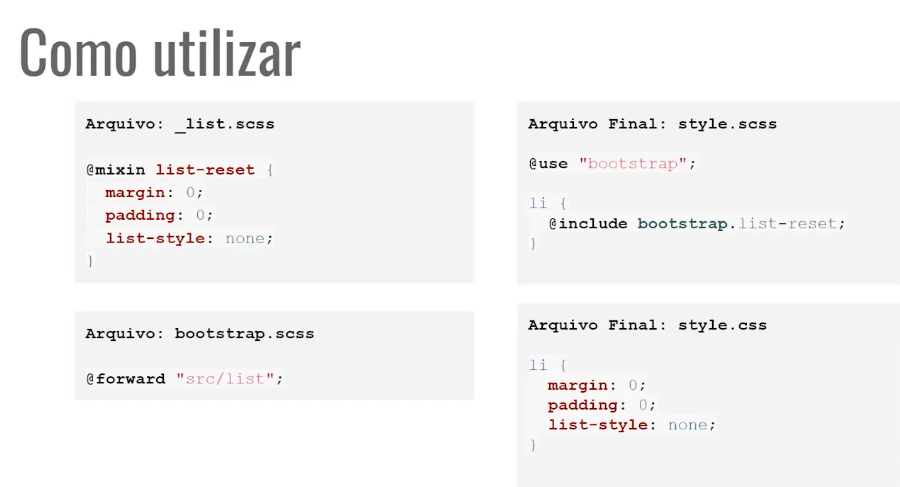 Como utilizar
Arquivo: _list.scss
@mixin list-reset {
  margin: 0;
  padding: 0;
  list-style: none;
}
Arquivo: bootstrap.scss
@forward "src/list";
Arquivo Final: style.scss
@use "bootstrap";
li {
  @include bootstrap.list-reset;
}
Arquivo Final: style.css
li {
  margin: 0;
  padding: 0;
  list-style: none;
}